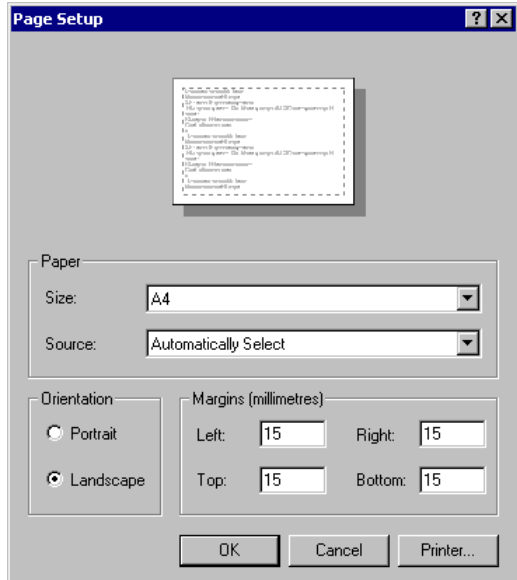 Page Setup
Paper
Size: A4
Source: Automatically Select
Orientation
Portrait
Landscape
Margins (millimetres)
Left: 15 Right: 15
Top: 15 Bottom: 15
OK Cancel Printer...